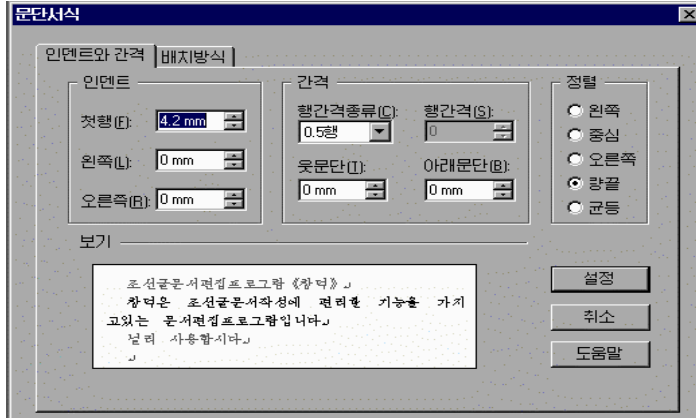 문단서식
인덴트와 간격
배치방식
인덴트
첫행(F): 4.2 mm
왼쪽(L): 0 mm
오른쪽(R): 0 mm
간격
행간격종류(C): 행간격(S):
0.5행 0
웃문단(T): 아래문단(B):
0 mm 0 mm
정렬
왼쪽
중심
오른쪽
량끝
균등
보기
조선글문서편집프로그람《창덕》
창덕은 조선글문서작성에 편리한 기능을 가지
고있는 문서편집프로그람입니다
널리 사용합시다
설정
취소
도움말